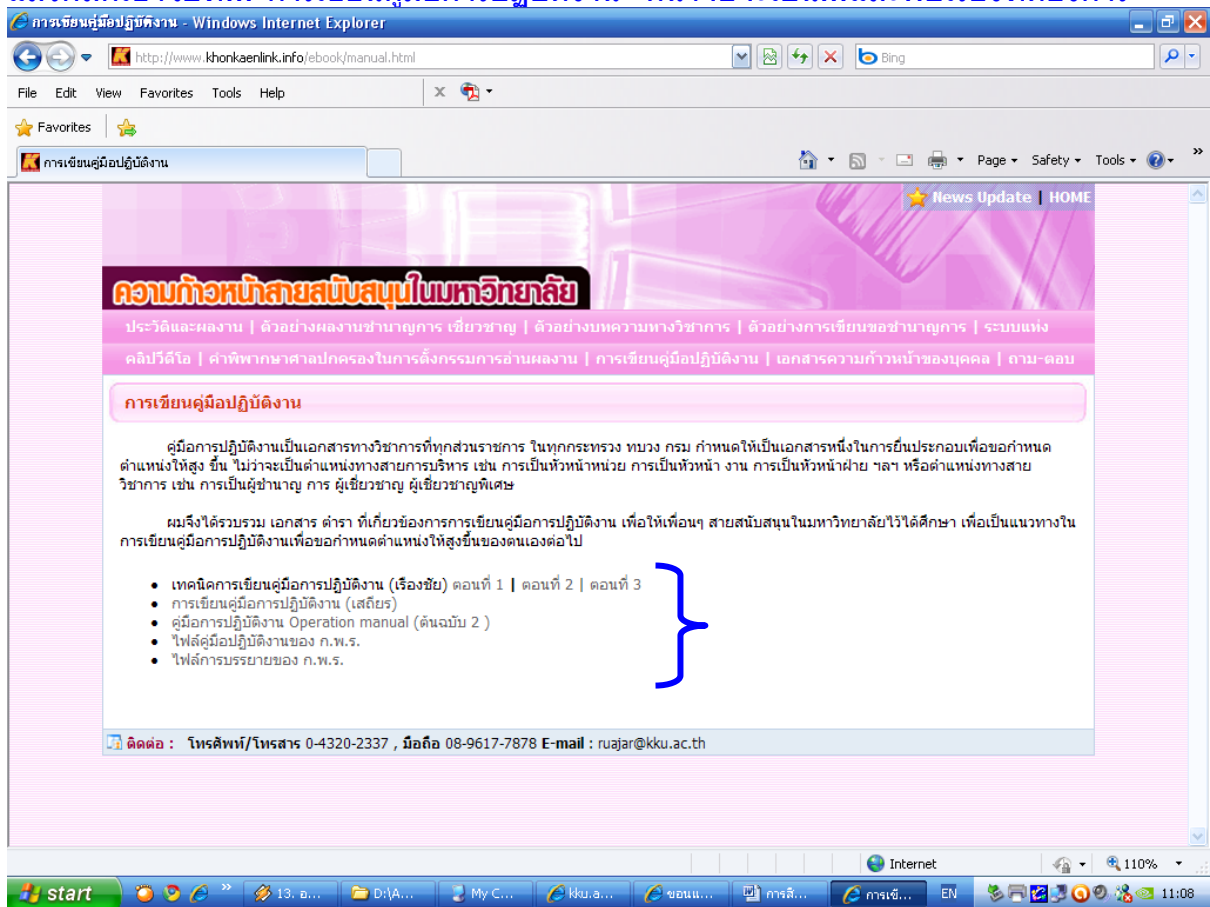 การเขียนคู่มือปฏิบัติงาน - Windows Internet Explorer
http://www.khonkaenlink.info/ebook/manual.html
Bing
File Edit View Favorites Tools Help
Favorites
การเขียนคู่มือปฏิบัติงาน
Page Safety Tools
News Update | HOME
ความก้าวหน้าสายสนับสนุนในมหาวิทยาลัย
ประวัติและผลงาน | ตัวอย่างผลงานชำนาญการ เชี่ยวชาญ | ตัวอย่างบทความทางวิชาการ | ตัวอย่างการเขียนขอชำนาญการ | ระบบแท่ง
คลิปวีดีโอ | คำพิพากษาศาลปกครองในการตั้งกรรมการอ่านผลงาน | การเขียนคู่มือปฏิบัติงาน | เอกสารความก้าวหน้าของบุคคล | ถาม-ตอบ
การเขียนคู่มือปฏิบัติงาน
คู่มือการปฏิบัติงานเป็นเอกสารทางวิชาการที่ทุกส่วนราชการ ในทุกกระทรวง ทบวง กรม กำหนดให้เป็นเอกสารหนึ่งในการยื่นประกอบเพื่อขอกำหนด
ตำแหน่งให้สูง ขึ้น ไม่ว่าจะเป็นตำแหน่งทางสายการบริหาร เช่น การเป็นหัวหน้าหน่วย การเป็นหัวหน้า งาน การเป็นหัวหน้าฝ่าย ฯลฯ หรือตำแหน่งทางสาย
วิชาการ เช่น การเป็นผู้ชำนาญ การ ผู้เชี่ยวชาญ ผู้เชี่ยวชาญพิเศษ
ผมจึงได้รวบรวม เอกสาร ตำรา ที่เกี่ยวข้องการการเขียนคู่มือการปฏิบัติงาน เพื่อให้เพื่อนๆ สายสนับสนุนในมหาวิทยาลัยไว้ได้ศึกษา เพื่อเป็นแนวทางใน
การเขียนคู่มือการปฏิบัติงานเพื่อขอกำหนดตำแหน่งให้สูงขึ้นของตนเองต่อไป
• เทคนิคการเขียนคู่มือการปฏิบัติงาน (เรืองชัย) ตอนที่ 1 | ตอนที่ 2 | ตอนที่ 3
• การเขียนคู่มือการปฏิบัติงาน (เสถียร)
• คู่มือการปฏิบัติงาน Operation manual (ต้นฉบับ 2 )
• ไฟล์คู่มือปฏิบัติงานของ ก.พ.ร.
• ไฟล์การบรรยายของ ก.พ.ร.
ติดต่อ : โทรศัพท์/โทรสาร 0-4320-2337 , มือถือ 08-9617-7878 E-mail : ruajar@kku.ac.th
Internet 110%
start 13. อ... D:\A... My C... kku.a... ขอนแ... การสั... การเขี... EN 11:08